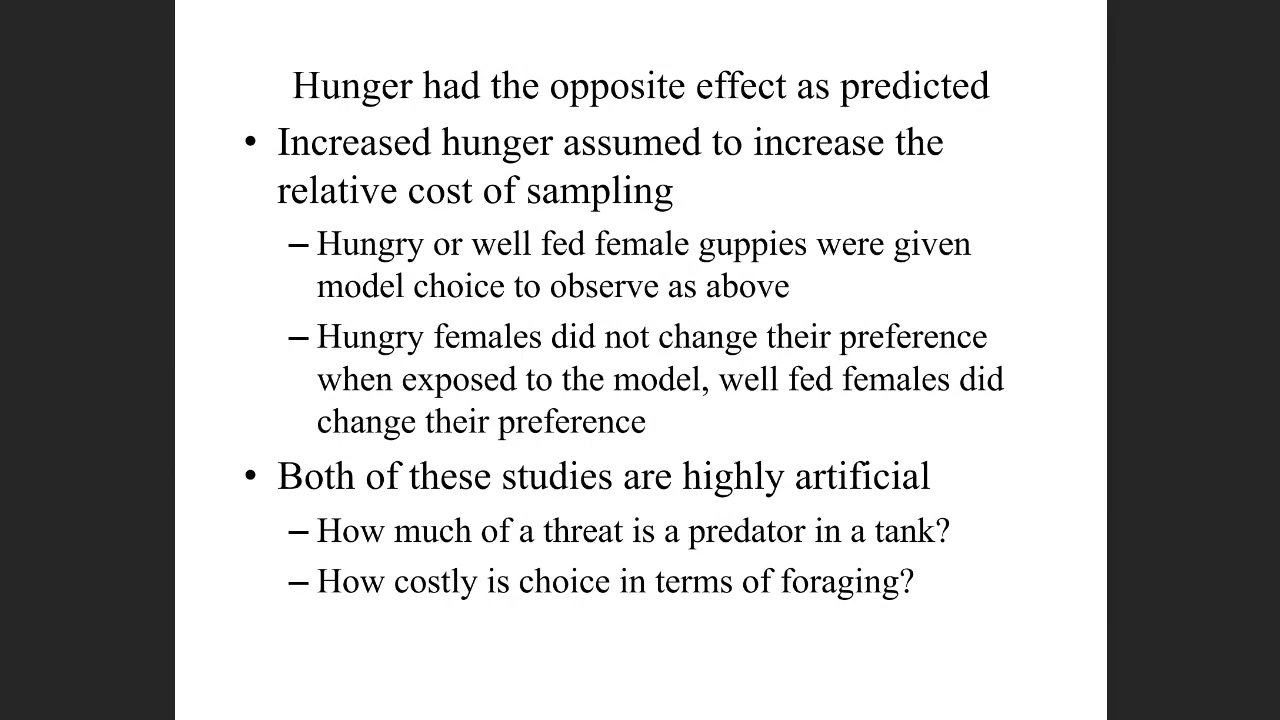 Hunger had the opposite effect as predicted
• Increased hunger assumed to increase the
relative cost of sampling
– Hungry or well fed female guppies were given
model choice to observe as above
– Hungry females did not change their preference
when exposed to the model, well fed females did
change their preference
• Both of these studies are highly artificial
– How much of a threat is a predator in a tank?
– How costly is choice in terms of foraging?